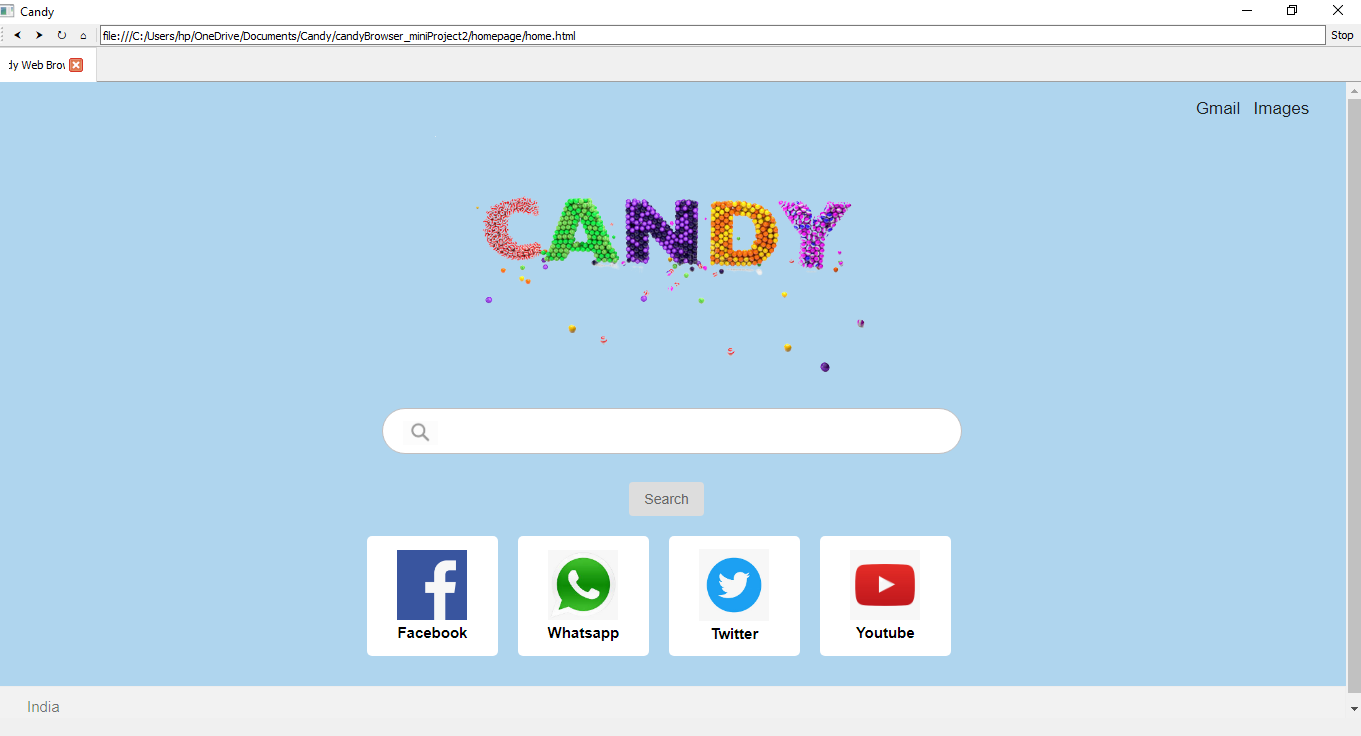 Candy
file:///C:/Users/hp/OneDrive/Documents/Candy/candyBrowser_miniProject2/homepage/home.html Stop
dy Web Brow
Gmail Images
CANDY
Search
Facebook Whatsapp Twitter Youtube
India